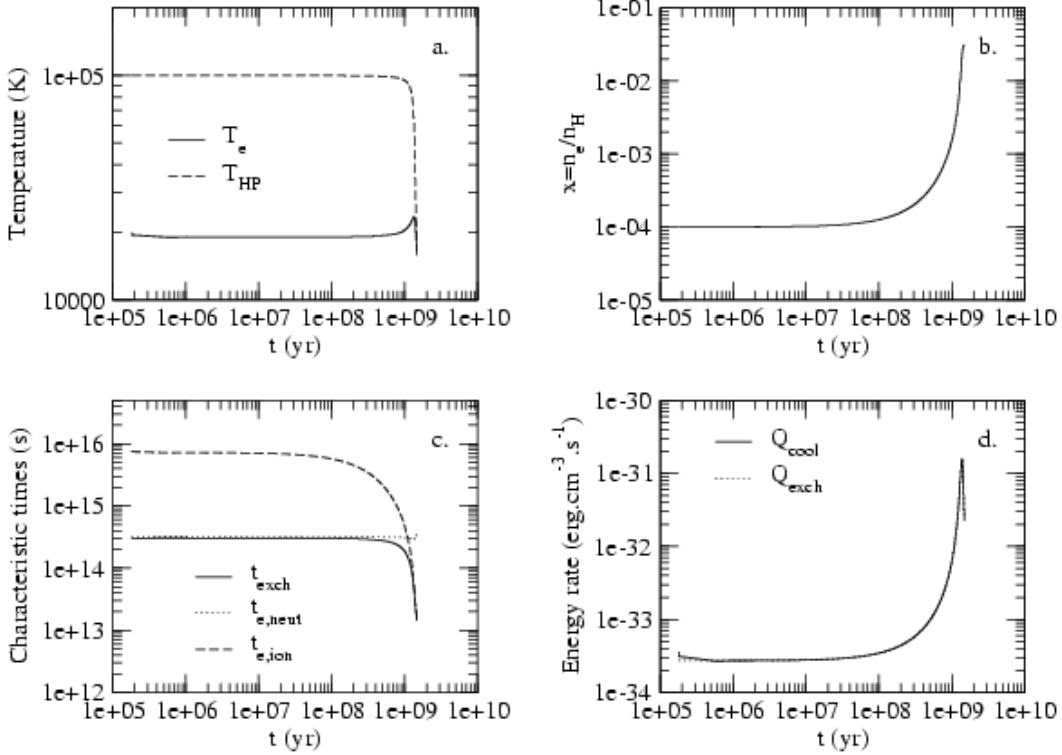 a.
1e+05
10000
Temperature (K)
T_e
T_HP
1e+05 1e+06 1e+07 1e+08 1e+09 1e+10
t (yr)
b.
1e-01
1e-02
1e-03
1e-04
1e-05
x=n_e/n_H
1e+05 1e+06 1e+07 1e+08 1e+09 1e+10
t (yr)
c.
1e+16
1e+15
1e+14
1e+13
1e+12
Characteristic times (s)
t_exch
t_e,neut
t_e,ion
1e+05 1e+06 1e+07 1e+08 1e+09 1e+10
t (yr)
d.
1e-30
1e-31
1e-32
1e-33
1e-34
Energy rate (erg.cm^-3.s^-1)
Q_cool
Q_exch
1e+05 1e+06 1e+07 1e+08 1e+09 1e+10
t (yr)